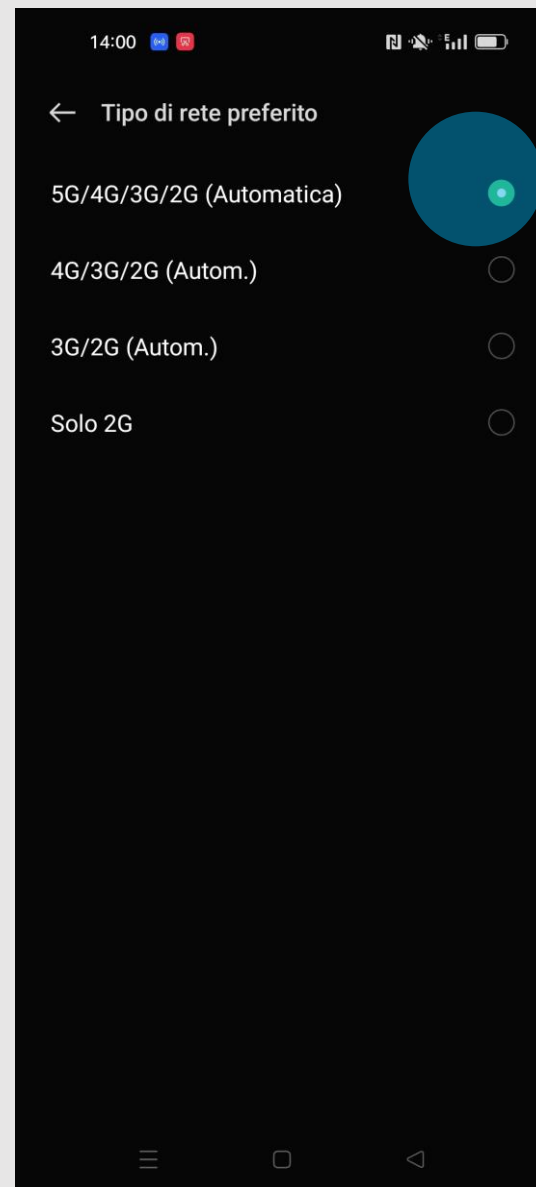 14:00
Tipo di rete preferito
5G/4G/3G/2G (Automatica)
4G/3G/2G (Autom.)
3G/2G (Autom.)
Solo 2G